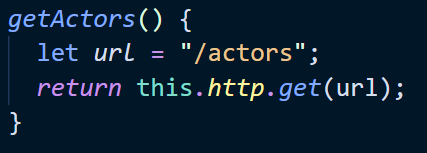 getActors() {
  let url = "/actors";
  return this.http.get(url);
}